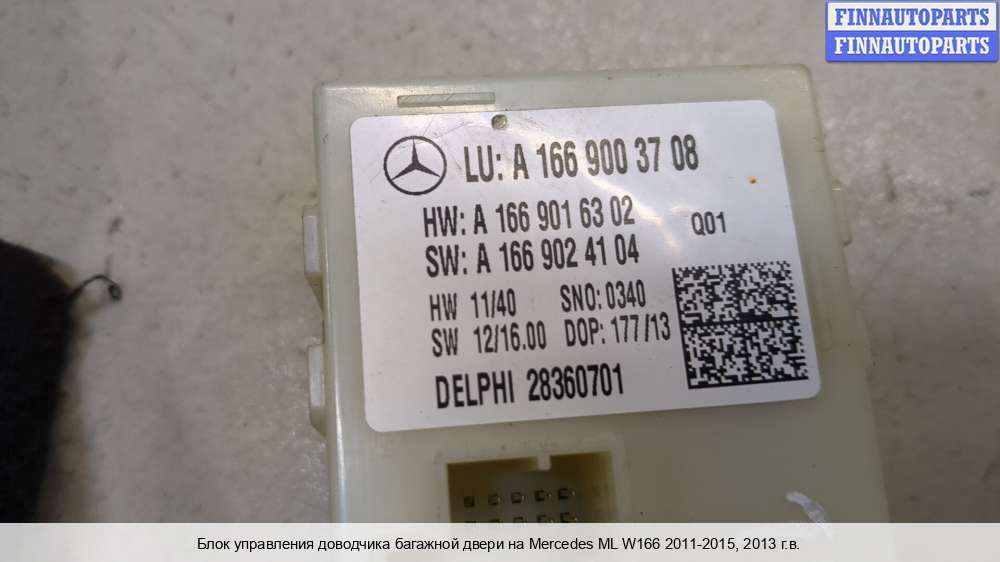 FINNAUTOPARTS
FINNAUTOPARTS
LU: A 166 900 37 08
HW: A 166 901 63 02
Q01
SW: A 166 902 41 04
HW 11/40 SNO: 0340
SW 12/16.00 DOP: 177/13
DELPHI 28360701
Блок управления доводчика багажной двери на Mercedes ML W166 2011-2015, 2013 г.в.